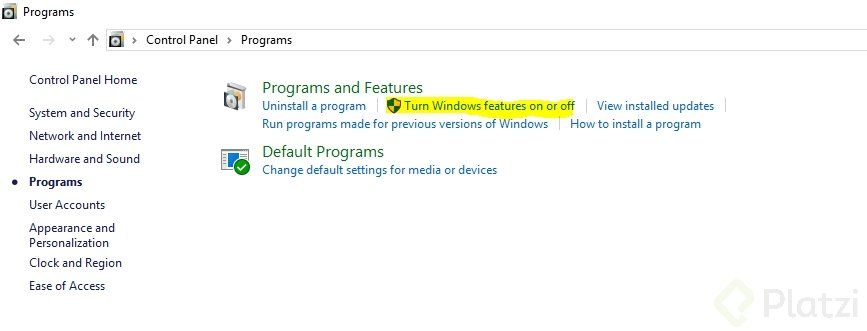 Programs
Control Panel > Programs
Control Panel Home
System and Security
Network and Internet
Hardware and Sound
Programs
User Accounts
Appearance and
Personalization
Clock and Region
Ease of Access
Programs and Features
Uninstall a program Turn Windows features on or off View installed updates
Run programs made for previous versions of Windows How to install a program
Default Programs
Change default settings for media or devices
Platzi